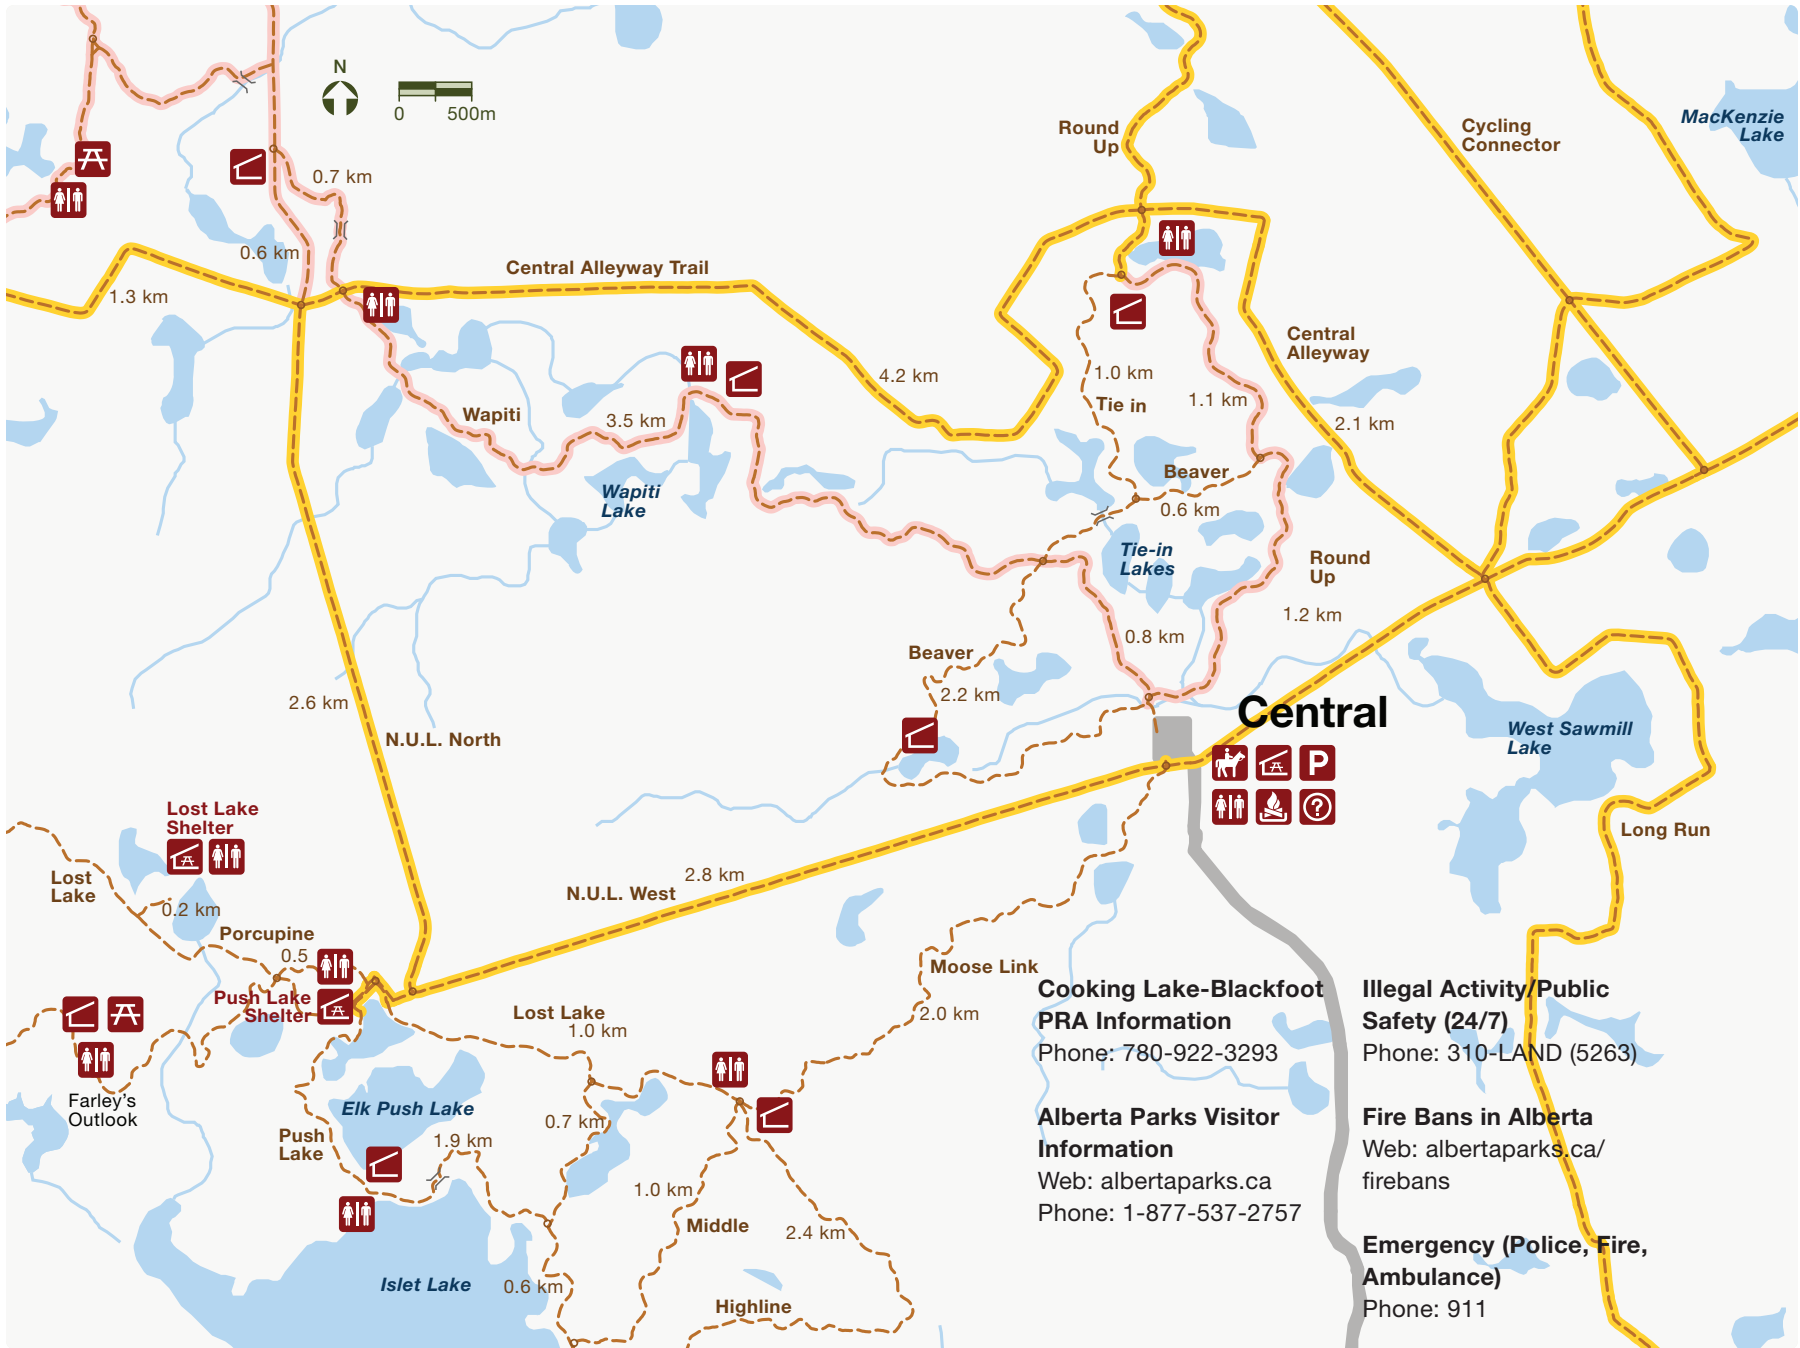 N
0 500m
0.7 km
0.6 km
1.3 km
Central Alleyway Trail
Round
Up
Cycling
Connector
MacKenzie
Lake
Central
Alleyway
4.2 km
1.0 km
Tie in
1.1 km
2.1 km
Wapiti
3.5 km
Wapiti
Lake
Beaver
0.6 km
Tie-in
Lakes
Round
Up
1.2 km
0.8 km
Beaver
2.2 km
2.6 km
N.U.L. North
Central
P
?
West Sawmill
Lake
Long Run
Lost Lake
Shelter
Lost
Lake
0.2 km
Porcupine
0.5
Push Lake
Shelter
N.U.L. West
2.8 km
Moose Link
2.0 km
Lost Lake
1.0 km
Farley's
Outlook
Elk Push Lake
Push
Lake
1.9 km
0.7 km
1.0 km
Middle
2.4 km
Islet Lake
0.6 km
Highline
Cooking Lake-Blackfoot
PRA Information
Phone: 780-922-3293
Alberta Parks Visitor
Information
Web: albertaparks.ca
Phone: 1-877-537-2757
Illegal Activity/Public
Safety (24/7)
Phone: 310-LAND (5263)
Fire Bans in Alberta
Web: albertaparks.ca/
firebans
Emergency (Police, Fire,
Ambulance)
Phone: 911